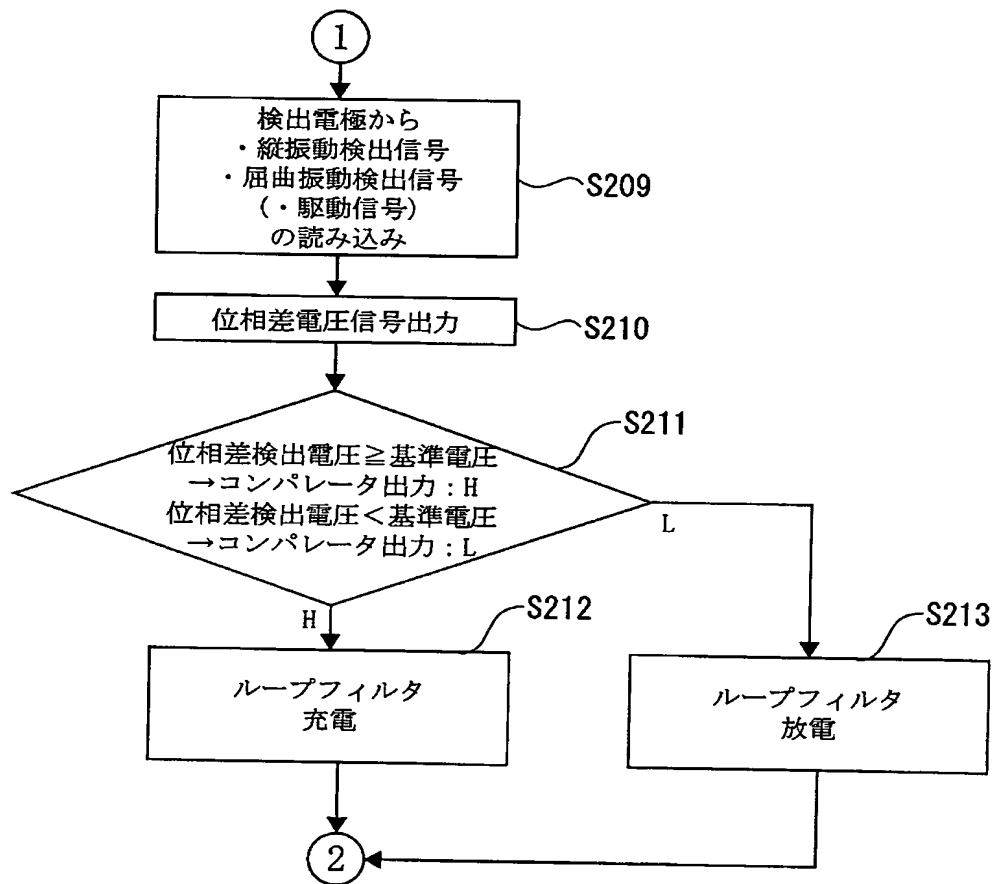 1
検出電極から
・縦振動検出信号
・屈曲振動検出信号
(・駆動信号)
の読み込み
S209
位相差電圧信号出力
S210
S211
位相差検出電圧≧基準電圧
→コンパレータ出力:H
位相差検出電圧<基準電圧
→コンパレータ出力:L
L
H
S212
S213
ループフィルタ
充電
ループフィルタ
放電
2